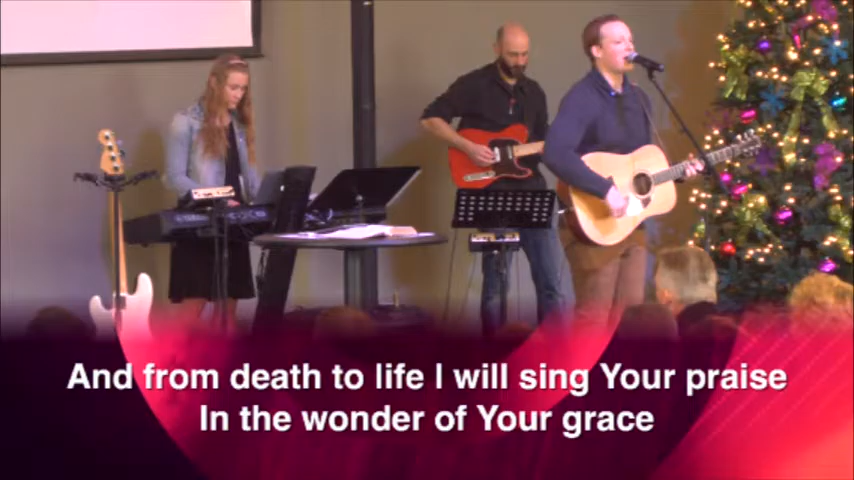 And from death to life I will sing Your praise
In the wonder of Your grace